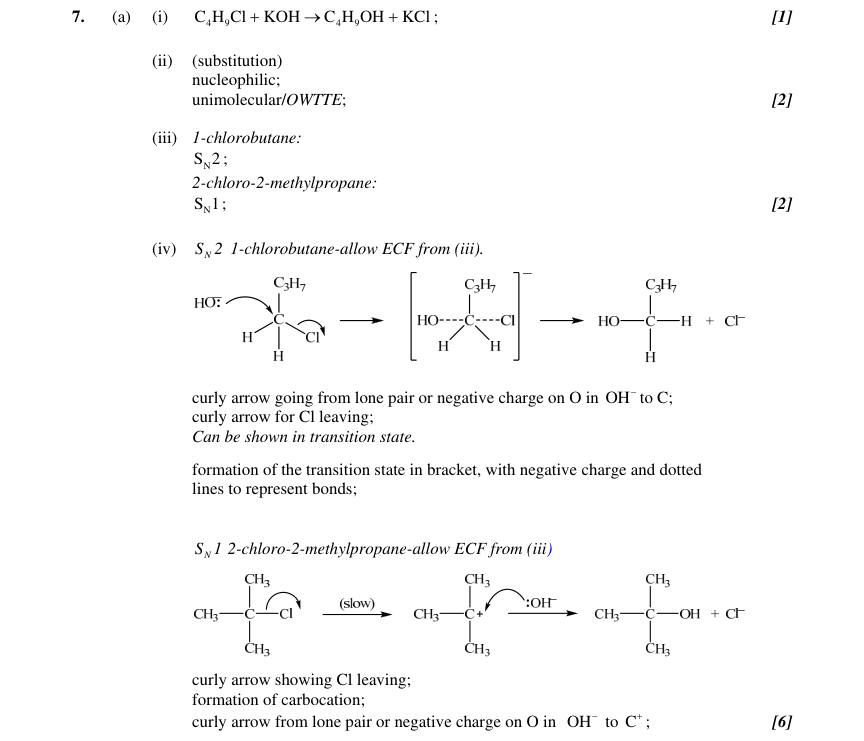 7. (a) (i) C₄H₉Cl + KOH → C₄H₉OH + KCl ; [1]
(ii) (substitution)
nucleophilic;
unimolecular/OWTTE; [2]
(iii) 1-chlorobutane:
S_N2 ;
2-chloro-2-methylpropane:
S_N1 ; [2]
(iv) S_N 2 1-chlorobutane-allow ECF from (iii).
C₃H₇ C₃H₇ – C₃H₇
HO:⁻ C Cl HO----C----Cl HO—C—H + Cl⁻
H H H H
H H
curly arrow going from lone pair or negative charge on O in OH⁻ to C;
curly arrow for Cl leaving;
Can be shown in transition state.
formation of the transition state in bracket, with negative charge and dotted
lines to represent bonds;
S_N 1 2-chloro-2-methylpropane-allow ECF from (iii)
CH₃ CH₃ CH₃
CH₃—C—Cl (slow) CH₃—C+ :OH⁻ CH₃—C—OH + Cl⁻
CH₃ CH₃ CH₃
curly arrow showing Cl leaving;
formation of carbocation;
curly arrow from lone pair or negative charge on O in OH⁻ to C⁺ ; [6]